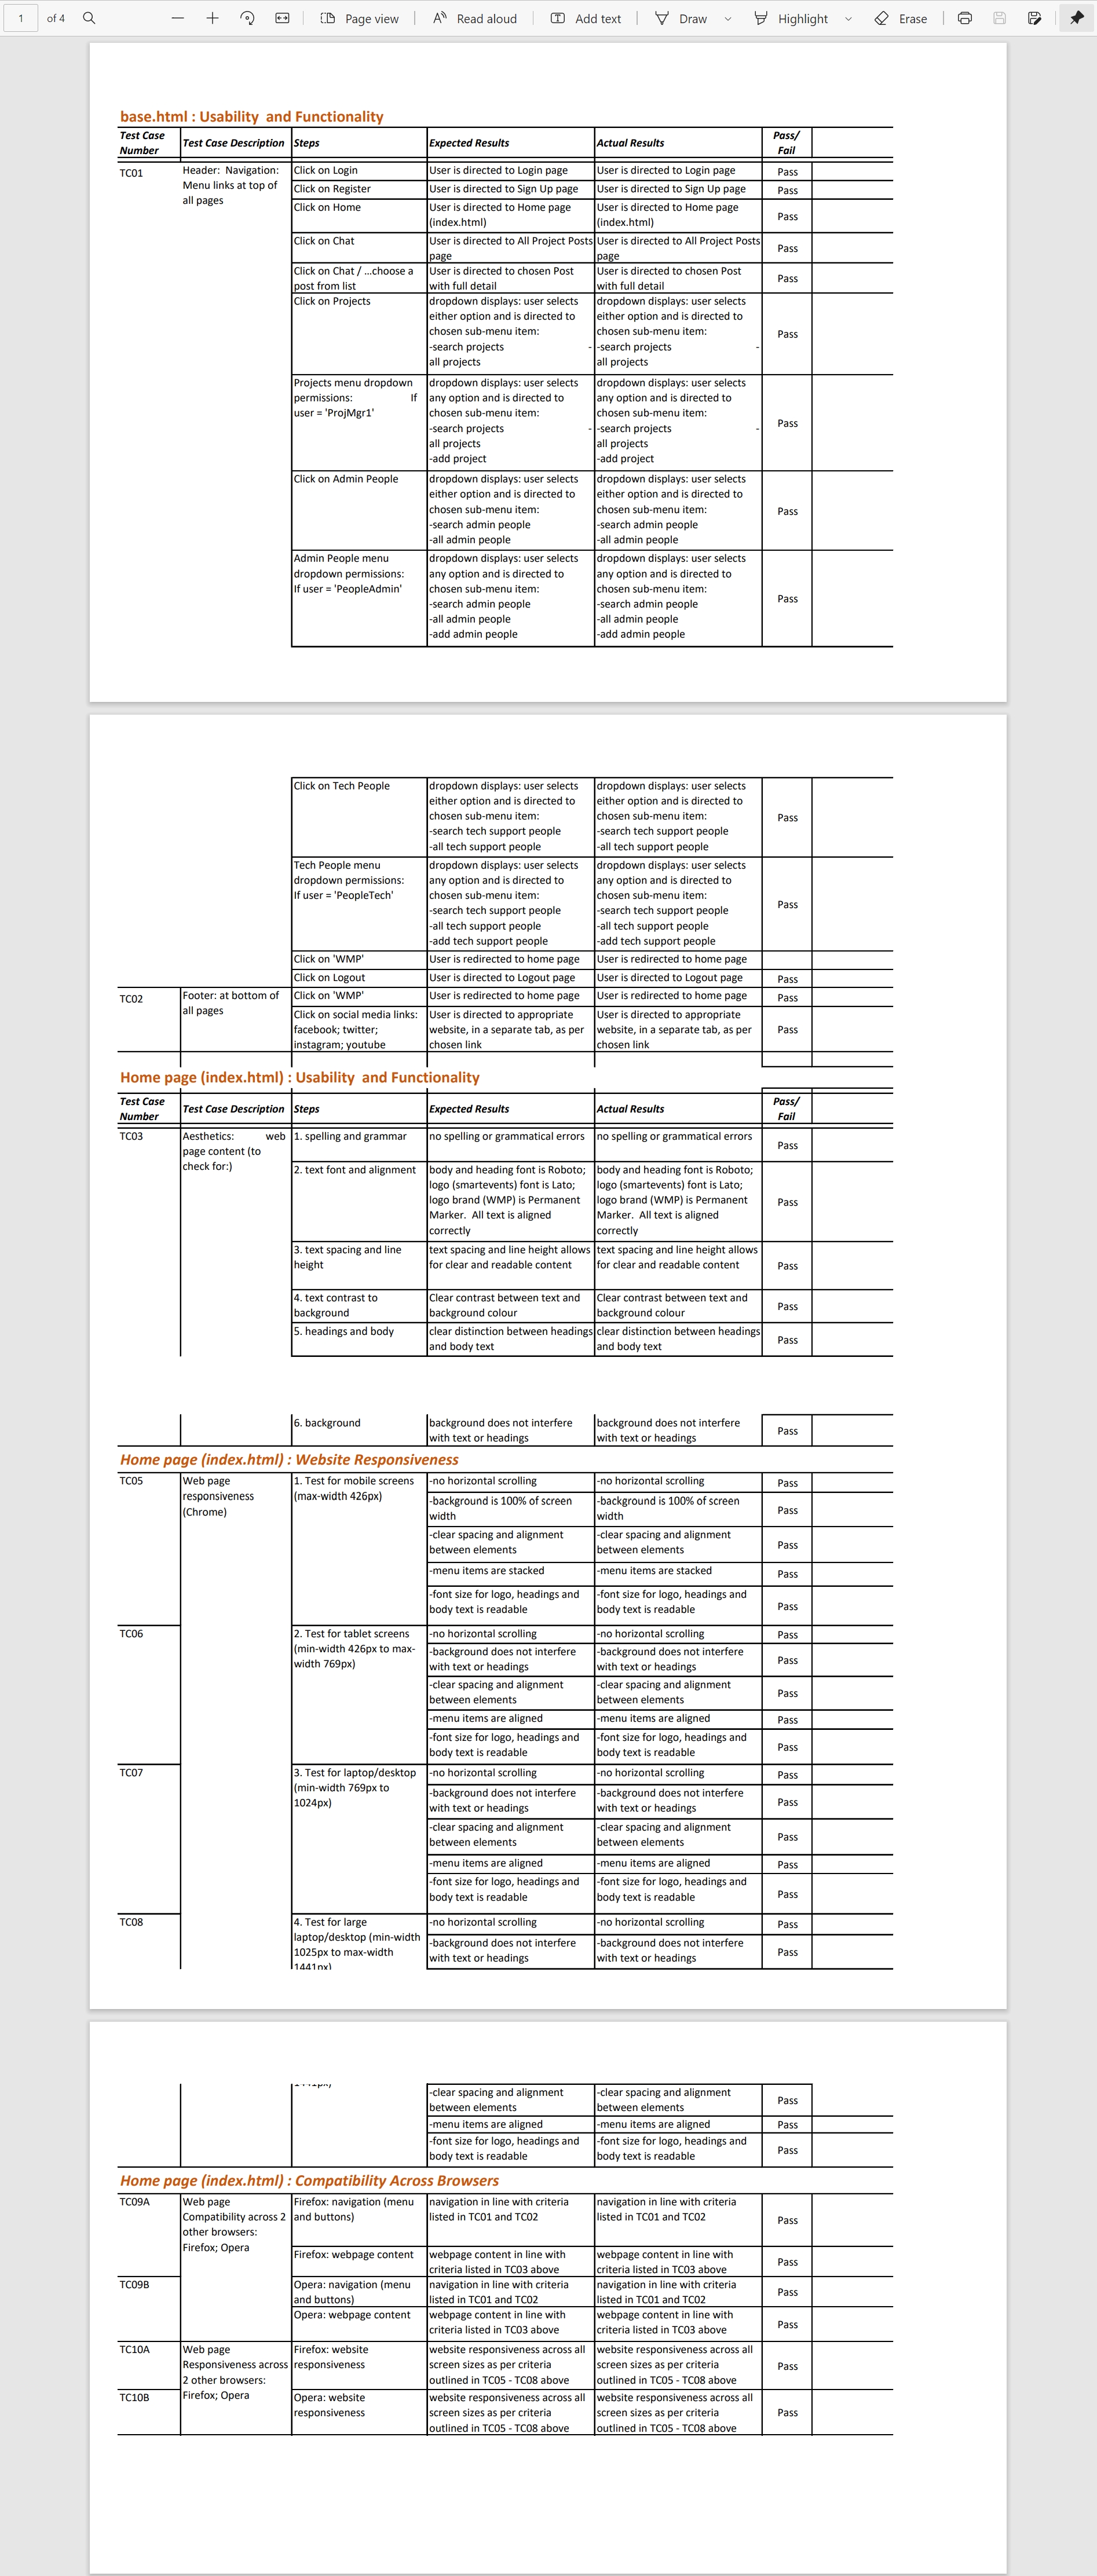 1 of 4 Page view Read aloud Add text Draw Highlight Erase
base.html : Usability and Functionality
Test Case Number Test Case Description Steps Expected Results Actual Results Pass/ Fail
TC01 Header: Navigation: Menu links at top of all pages
Click on Login User is directed to Login page User is directed to Login page Pass
Click on Register User is directed to Sign Up page User is directed to Sign Up page Pass
Click on Home User is directed to Home page (index.html) User is directed to Home page (index.html) Pass
Click on Chat User is directed to All Project Posts page User is directed to All Project Posts page Pass
Click on Chat / ...choose a post from list User is directed to chosen Post with full detail User is directed to chosen Post with full detail Pass
Click on Projects dropdown displays: user selects either option and is directed to chosen sub-menu item: -search projects - all projects dropdown displays: user selects either option and is directed to chosen sub-menu item: -search projects - all projects Pass
Projects menu dropdown permissions: If user = 'ProjMgr1' dropdown displays: user selects any option and is directed to chosen sub-menu item: -search projects - all projects -add project dropdown displays: user selects any option and is directed to chosen sub-menu item: -search projects - all projects -add project Pass
Click on Admin People dropdown displays: user selects either option and is directed to chosen sub-menu item: -search admin people -all admin people dropdown displays: user selects either option and is directed to chosen sub-menu item: -search admin people -all admin people Pass
Admin People menu dropdown permissions: If user = 'PeopleAdmin' dropdown displays: user selects any option and is directed to chosen sub-menu item: -search admin people -all admin people -add admin people dropdown displays: user selects any option and is directed to chosen sub-menu item: -search admin people -all admin people -add admin people Pass
Click on Tech People dropdown displays: user selects either option and is directed to chosen sub-menu item: -search tech support people -all tech support people dropdown displays: user selects either option and is directed to chosen sub-menu item: -search tech support people -all tech support people Pass
Tech People menu dropdown permissions: If user = 'PeopleTech' dropdown displays: user selects any option and is directed to chosen sub-menu item: -search tech support people -all tech support people -add tech support people dropdown displays: user selects any option and is directed to chosen sub-menu item: -search tech support people -all tech support people -add tech support people Pass
Click on 'WMP' User is redirected to home page User is redirected to home page
Click on Logout User is directed to Logout page User is directed to Logout page Pass
TC02 Footer: at bottom of all pages
Click on 'WMP' User is redirected to home page User is redirected to home page Pass
Click on social media links: facebook; twitter; instagram; youtube User is directed to appropriate website, in a separate tab, as per chosen link User is directed to appropriate website, in a separate tab, as per chosen link Pass
Home page (index.html) : Usability and Functionality
Test Case Number Test Case Description Steps Expected Results Actual Results Pass/ Fail
TC03 Aesthetics: web page content (to check for:)
1. spelling and grammar no spelling or grammatical errors no spelling or grammatical errors Pass
2. text font and alignment body and heading font is Roboto; logo (smartevents) font is Lato; logo brand (WMP) is Permanent Marker. All text is aligned correctly body and heading font is Roboto; logo (smartevents) font is Lato; logo brand (WMP) is Permanent Marker. All text is aligned correctly Pass
3. text spacing and line height text spacing and line height allows for clear and readable content text spacing and line height allows for clear and readable content Pass
4. text contrast to background Clear contrast between text and background colour Clear contrast between text and background colour Pass
5. headings and body clear distinction between headings and body text clear distinction between headings and body text Pass
6. background background does not interfere with text or headings background does not interfere with text or headings Pass
Home page (index.html) : Website Responsiveness
TC05 Web page responsiveness (Chrome) 1. Test for mobile screens (max-width 426px)
-no horizontal scrolling -no horizontal scrolling Pass
-background is 100% of screen width -background is 100% of screen width Pass
-clear spacing and alignment between elements -clear spacing and alignment between elements Pass
-menu items are stacked -menu items are stacked Pass
-font size for logo, headings and body text is readable -font size for logo, headings and body text is readable Pass
TC06 2. Test for tablet screens (min-width 426px to max-width 769px)
-no horizontal scrolling -no horizontal scrolling Pass
-background does not interfere with text or headings -background does not interfere with text or headings Pass
-clear spacing and alignment between elements -clear spacing and alignment between elements Pass
-menu items are aligned -menu items are aligned Pass
-font size for logo, headings and body text is readable -font size for logo, headings and body text is readable Pass
TC07 3. Test for laptop/desktop (min-width 769px to 1024px)
-no horizontal scrolling -no horizontal scrolling Pass
-background does not interfere with text or headings -background does not interfere with text or headings Pass
-clear spacing and alignment between elements -clear spacing and alignment between elements Pass
-menu items are aligned -menu items are aligned Pass
-font size for logo, headings and body text is readable -font size for logo, headings and body text is readable Pass
TC08 4. Test for large laptop/desktop (min-width 1025px to max-width 1441px)
-no horizontal scrolling -no horizontal scrolling Pass
-background does not interfere with text or headings -background does not interfere with text or headings Pass
-clear spacing and alignment between elements -clear spacing and alignment between elements Pass
-menu items are aligned -menu items are aligned Pass
-font size for logo, headings and body text is readable -font size for logo, headings and body text is readable Pass
Home page (index.html) : Compatibility Across Browsers
TC09A Web page Compatibility across 2 other browsers: Firefox; Opera
Firefox: navigation (menu and buttons) navigation in line with criteria listed in TC01 and TC02 navigation in line with criteria listed in TC01 and TC02 Pass
Firefox: webpage content webpage content in line with criteria listed in TC03 above webpage content in line with criteria listed in TC03 above Pass
TC09B Opera: navigation (menu and buttons) navigation in line with criteria listed in TC01 and TC02 navigation in line with criteria listed in TC01 and TC02 Pass
Opera: webpage content webpage content in line with criteria listed in TC03 above webpage content in line with criteria listed in TC03 above Pass
TC10A Web page Responsiveness across 2 other browsers: Firefox; Opera
Firefox: website responsiveness website responsiveness across all screen sizes as per criteria outlined in TC05 - TC08 above website responsiveness across all screen sizes as per criteria outlined in TC05 - TC08 above Pass
TC10B Opera: website responsiveness website responsiveness across all screen sizes as per criteria outlined in TC05 - TC08 above website responsiveness across all screen sizes as per criteria outlined in TC05 - TC08 above Pass